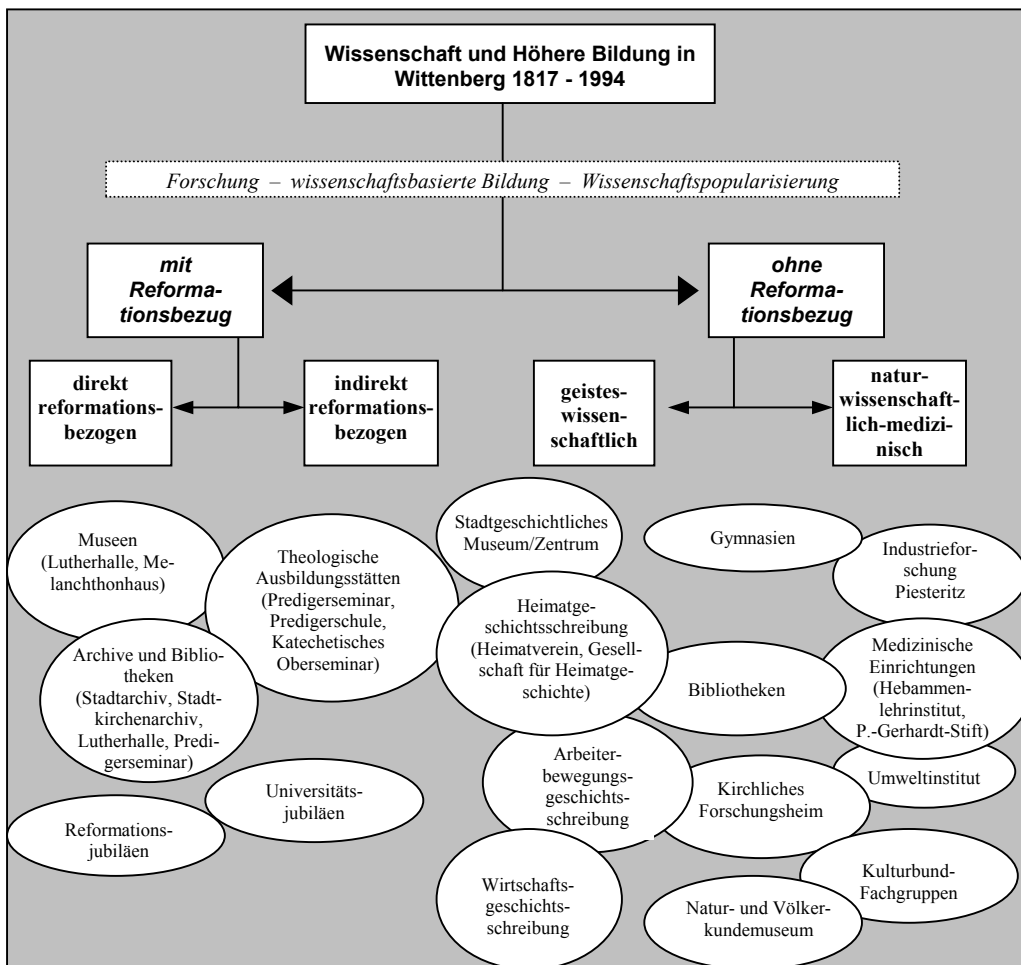 Wissenschaft und Höhere Bildung in
Wittenberg 1817 - 1994
Forschung – wissenschaftsbasierte Bildung – Wissenschaftspopularisierung
mit
Reforma-
tionsbezug
ohne
Reforma-
tionsbezug
direkt
reformations-
bezogen
indirekt
reformations-
bezogen
geistes-
wissen-
schaftlich
natur-
wissenschaft-
lich-medizi-
nisch
Museen
(Lutherhalle, Me-
lanchthonhaus)
Theologische
Ausbildungsstätten
(Predigerseminar,
Predigerschule,
Katechetisches
Oberseminar)
Archive und Biblio-
theken
(Stadtarchiv, Stadt-
kirchenarchiv,
Lutherhalle, Predi-
gerseminar)
Universitäts-
jubiläen
Reformations-
jubiläen
Stadtgeschichtliches
Museum/Zentrum
Heimatge-
schichtsschreibung
(Heimatverein, Gesell-
schaft für Heimatge-
schichte)
Arbeiter-
bewegungs-
geschichts-
schreibung
Wirtschafts-
geschichts-
schreibung
Gymnasien
Bibliotheken
Kirchliches
Forschungsheim
Natur- und Völker-
kundemuseum
Industriefor-
schung
Piesteritz
Medizinische
Einrichtungen
(Hebammen-
lehrinstitut,
P.-Gerhardt-Stift)
Umweltinstitut
Kulturbund-
Fachgruppen